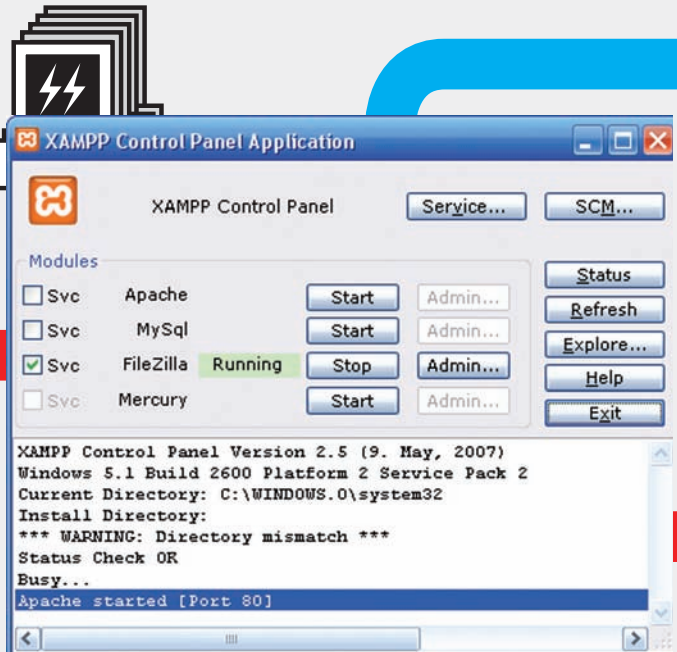 XAMPP Control Panel Application
XAMPP Control Panel Service... SCM...
Modules
Svc Apache Start Admin...
Svc MySql Start Admin...
Svc FileZilla Running Stop Admin...
Svc Mercury Start Admin...
Status
Refresh
Explore...
Help
Exit
XAMPP Control Panel Version 2.5 (9. May, 2007)
Windows 5.1 Build 2600 Platform 2 Service Pack 2
Current Directory: C:\WINDOWS.0\system32
Install Directory:
*** WARNING: Directory mismatch ***
Status Check OK
Busy...
Apache started [Port 80]